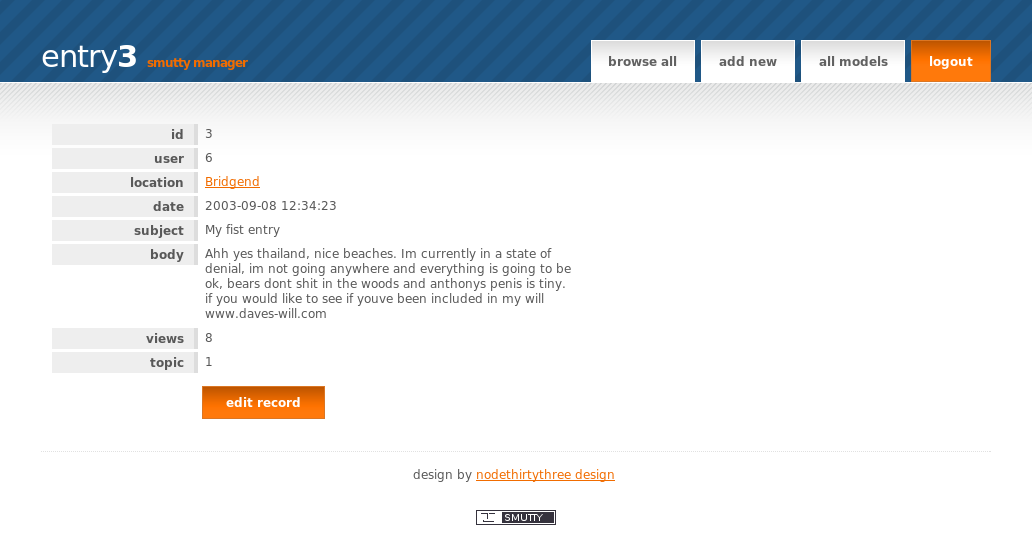 entry3 smutty manager
browse all add new all models logout
id 3
user 6
location Bridgend
date 2003-09-08 12:34:23
subject My fist entry
body Ahh yes thailand, nice beaches. Im currently in a state of
denial, im not going anywhere and everything is going to be
ok, bears dont shit in the woods and anthonys penis is tiny.
if you would like to see if youve been included in my will
www.daves-will.com
views 8
topic 1
edit record
design by nodethirtythree design
SMUTTY